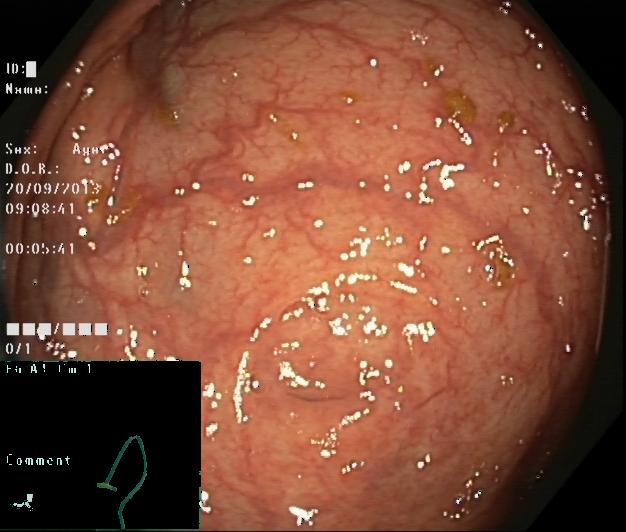 ID:
Name:
Sex: Age:
D.O.B.:
20/09/2013
09:08:41
00:05:41
0/1
Comment